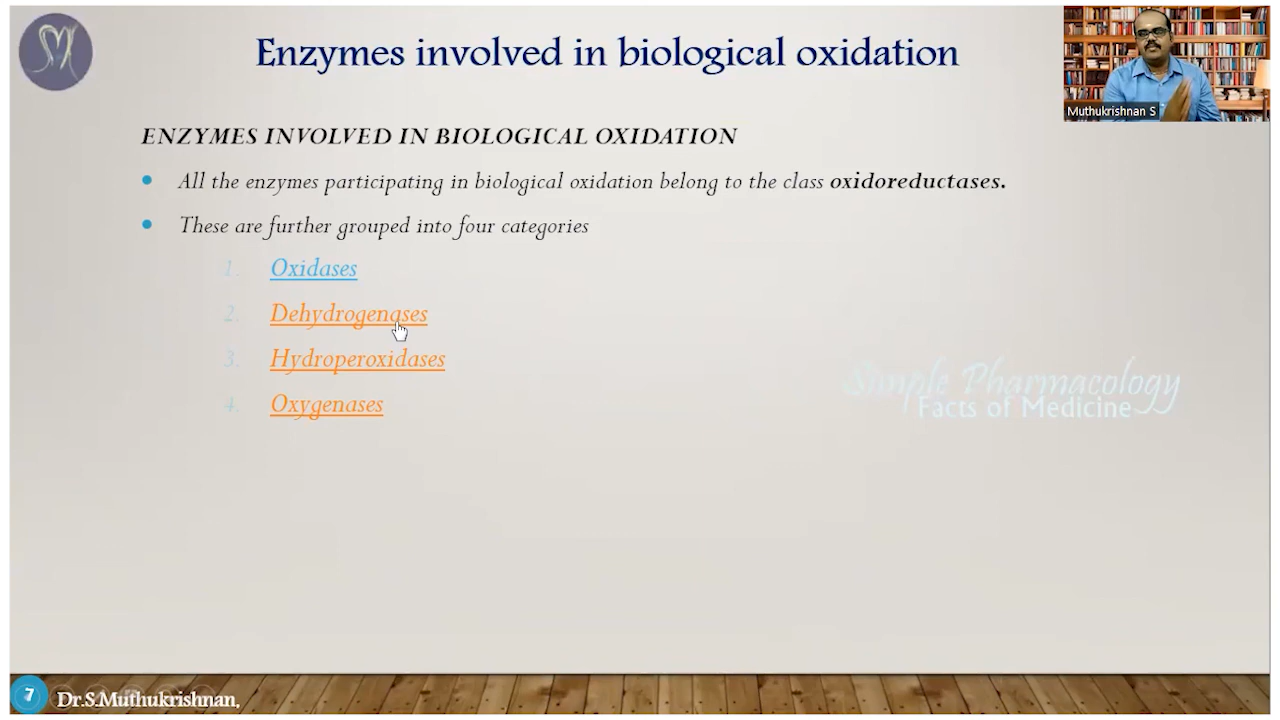 Enzymes involved in biological oxidation
Muthukrishnan S
ENZYMES INVOLVED IN BIOLOGICAL OXIDATION
• All the enzymes participating in biological oxidation belong to the class oxidoreductases.
• These are further grouped into four categories
1. Oxidases
2. Dehydrogenases
3. Hydroperoxidases
4. Oxygenases
Simple Pharmacology
Facts of Medicine
7 Dr.S.Muthukrishnan,